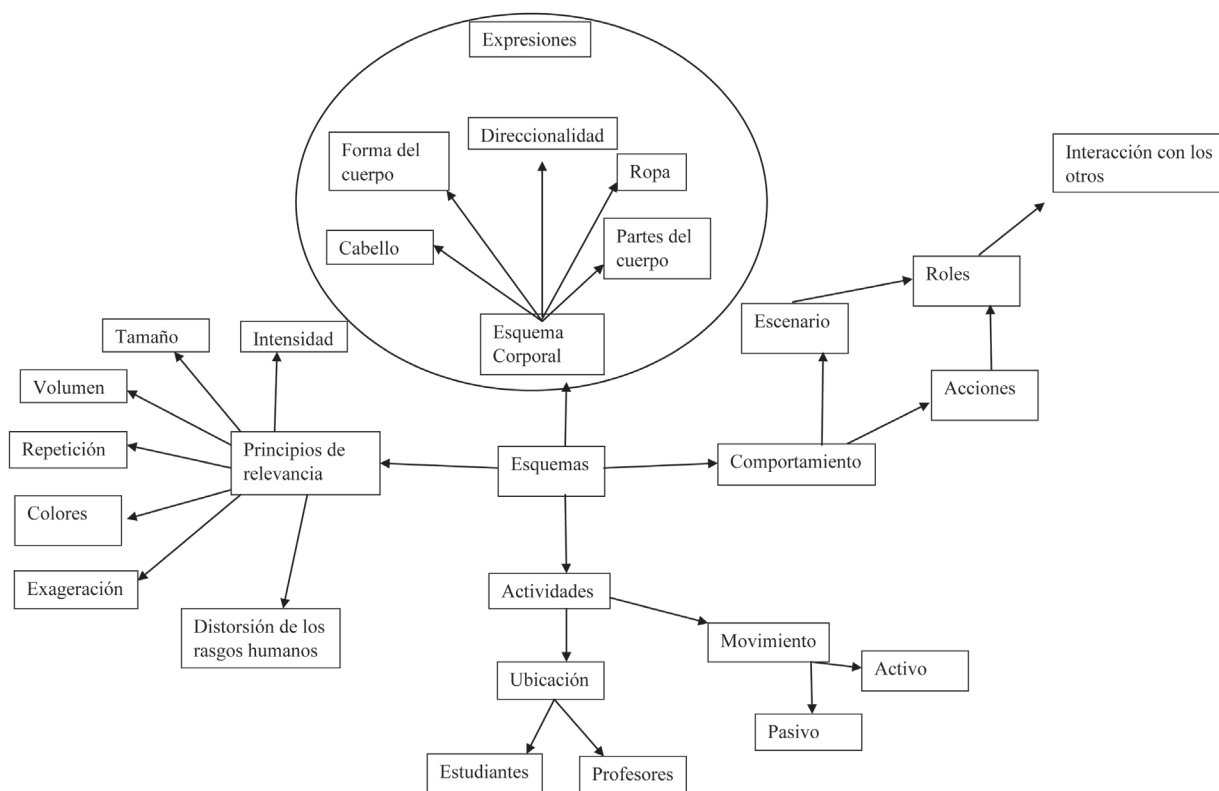 Expresiones
Direccionalidad
Forma del
cuerpo
Ropa
Cabello
Partes del
cuerpo
Esquema
Corporal
Interacción con los
otros
Roles
Escenario
Acciones
Comportamiento
Tamaño
Intensidad
Volumen
Repetición
Principios de
relevancia
Colores
Exageración
Distorsión de los
rasgos humanos
Esquemas
Actividades
Movimiento
Activo
Pasivo
Ubicación
Estudiantes
Profesores